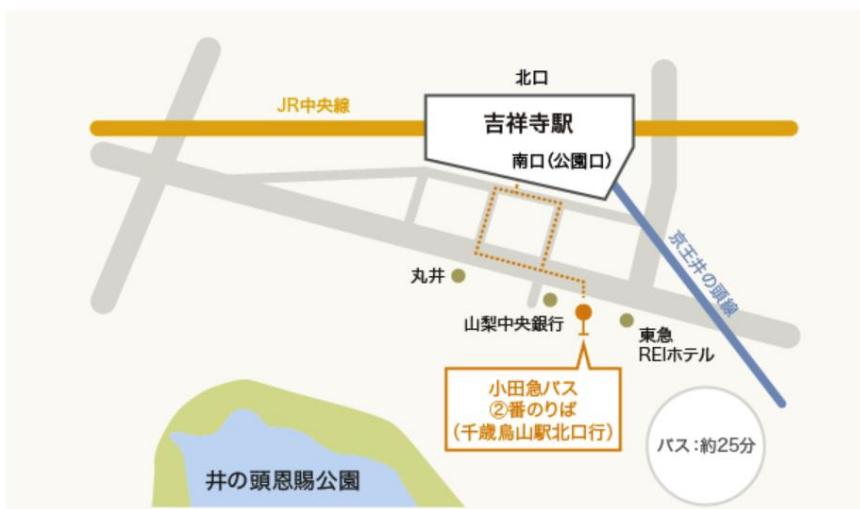 北口
JR中央線
吉祥寺駅
南口(公園口)
京王井の頭線
丸井
山梨中央銀行
東急
REIホテル
小田急バス
②番のりば
(千歳烏山駅北口行)
バス:約25分
井の頭恩賜公園